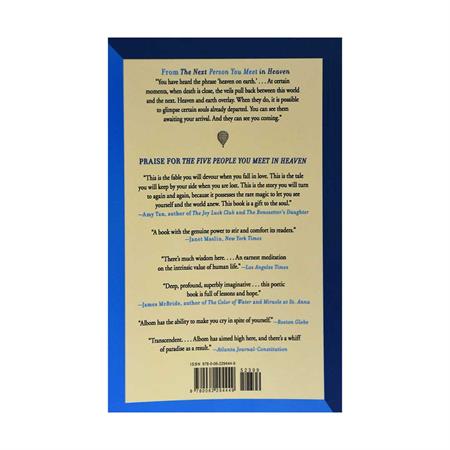 From The Next Person You Meet in Heaven
"You have heard the phrase 'heaven on earth.' . . . At certain
moments, when death is close, the veils pull back between this world
and the next. Heaven and earth overlay. When they do, it is possible
to glimpse certain souls already departed. You can see them
awaiting your arrival. And they can see you coming."
PRAISE FOR THE FIVE PEOPLE YOU MEET IN HEAVEN
"This is the fable you will devour when you fall in love. This is the tale
you will keep by your side when you are lost. This is the story you will turn
to again and again, because it possesses the rare magic to let you see
yourself and the world anew. This book is a gift to the soul."
—Amy Tan, author of The Joy Luck Club and The Bonesetter's Daughter
"A book with the genuine power to stir and comfort its readers."
—Janet Maslin, New York Times
"There's much wisdom here. . . . An earnest meditation
on the intrinsic value of human life." —Los Angeles Times
"Deep, profound, superbly imaginative . . . this poetic
book is full of lessons and hope."
—James McBride, author of The Color of Water and Miracle at St. Anna
"Albom has the ability to make you cry in spite of yourself." —Boston Globe
"Transcendent. . . . Albom has aimed high here, and there's a whiff
of paradise as a result." —Atlanta Journal-Constitution
ISBN 978-0-06-229444-9
52399
9 780062 294449